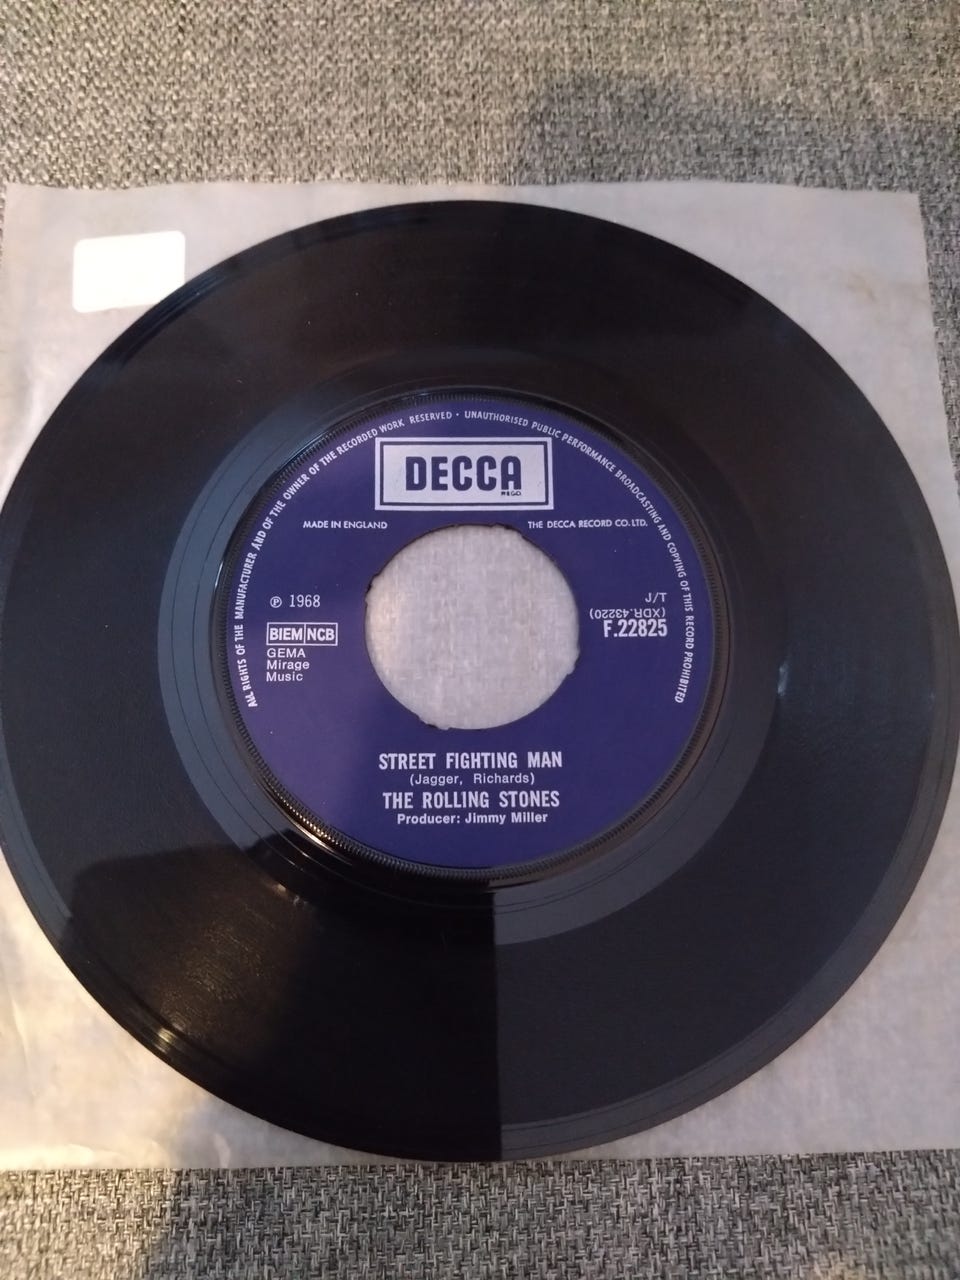 ALL RIGHTS OF THE MANUFACTURER AND OF THE OWNER OF THE RECORDED WORK RESERVED · UNAUTHORISED PUBLIC PERFORMANCE BROADCASTING AND COPYING OF THIS RECORD PROHIBITED
DECCA
REGD.
MADE IN ENGLAND
THE DECCA RECORD CO. LTD.
℗ 1968
BIEM NCB
GEMA
Mirage
Music
J/T
(XDR.43220)
F.22825
STREET FIGHTING MAN
(Jagger, Richards)
THE ROLLING STONES
Producer: Jimmy Miller